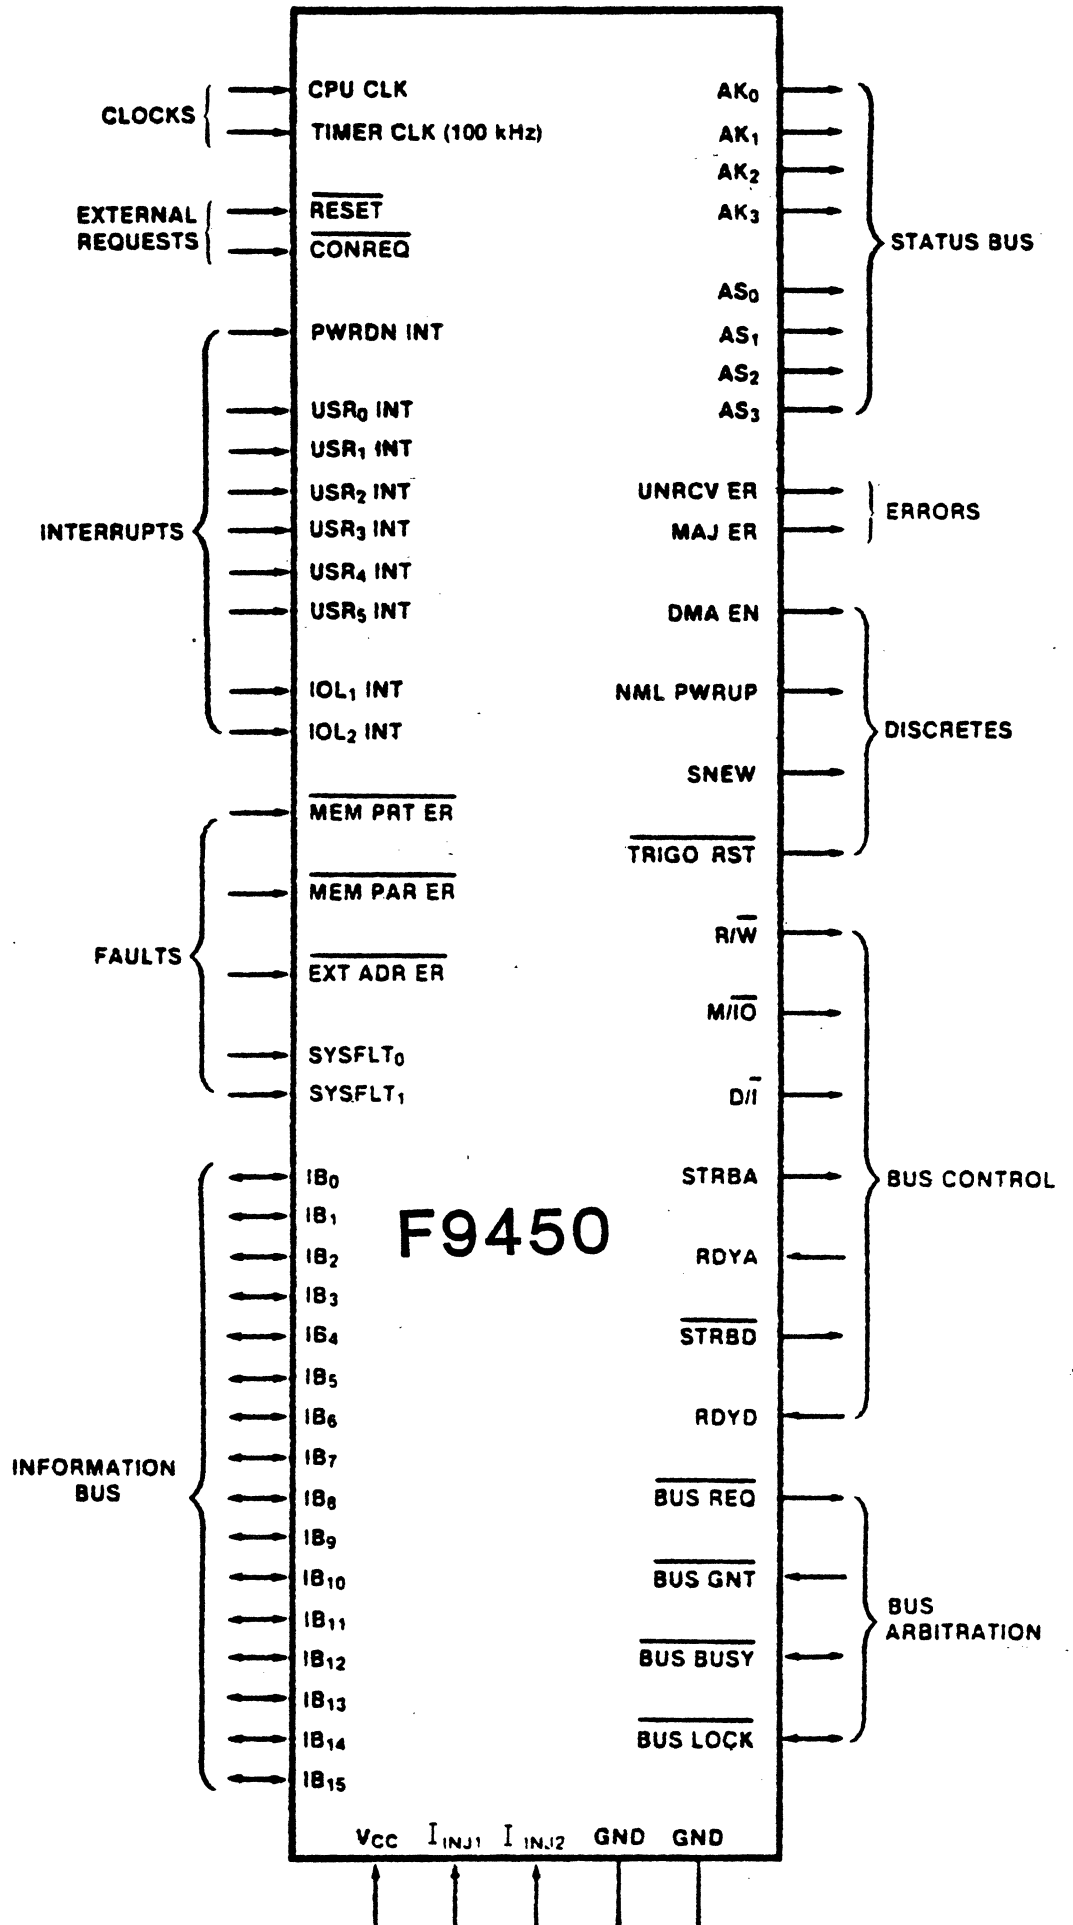 CLOCKS
CPU CLK
TIMER CLK (100 kHz)
EXTERNAL
REQUESTS
RESET
CONREQ
INTERRUPTS
PWRDN INT
USR0 INT
USR1 INT
USR2 INT
USR3 INT
USR4 INT
USR5 INT
IOL1 INT
IOL2 INT
FAULTS
MEM PRT ER
MEM PAR ER
EXT ADR ER
SYSFLT0
SYSFLT1
INFORMATION
BUS
IB0
IB1
IB2
IB3
IB4
IB5
IB6
IB7
IB8
IB9
IB10
IB11
IB12
IB13
IB14
IB15
F9450
AK0
AK1
AK2
AK3
AS0
AS1
AS2
AS3
STATUS BUS
UNRCV ER
MAJ ER
ERRORS
DMA EN
NML PWRUP
SNEW
TRIGO RST
DISCRETES
R/W
M/IO
D/I
STRBA
RDYA
STRBD
RDYD
BUS CONTROL
BUS REQ
BUS GNT
BUS BUSY
BUS LOCK
BUS
ARBITRATION
VCC IINJ1 IINJ2 GND GND